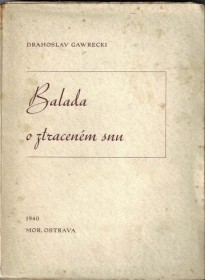 DRAHOSLAV GAWRECKI
Balada
o ztraceném snu
1940
MOR. OSTRAVA